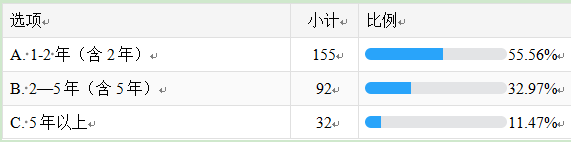 选项 小计 比例
A. 1-2 年（含 2 年） 155 55.56%
B. 2—5 年（含 5 年） 92 32.97%
C. 5 年以上 32 11.47%